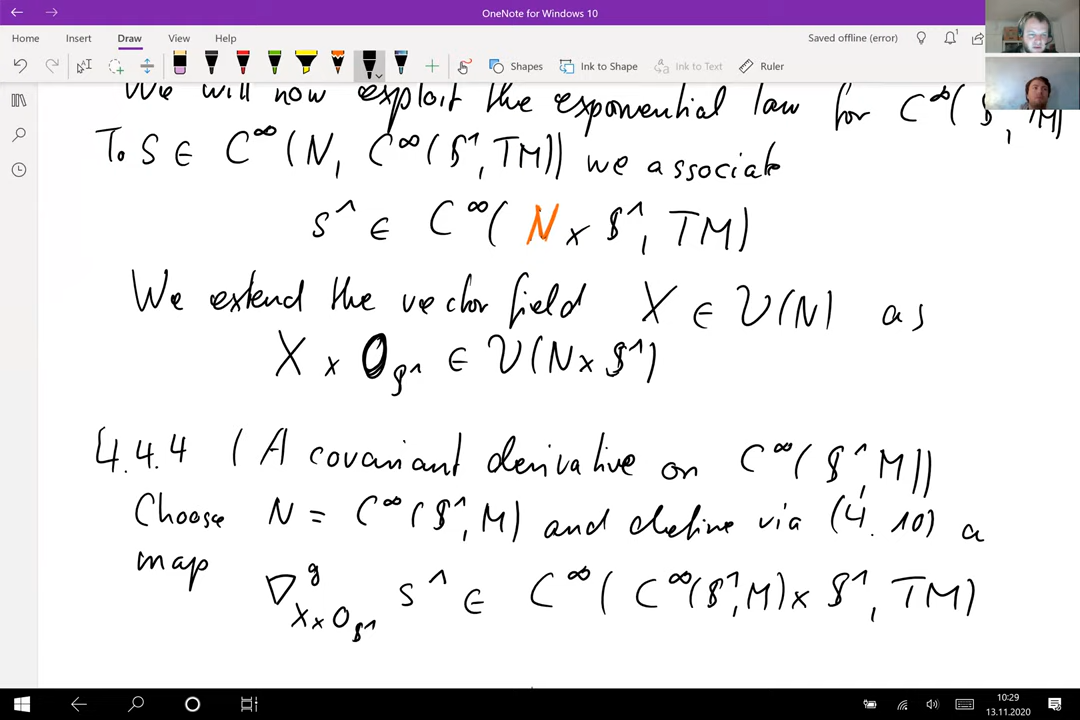 OneNote for Windows 10
Home Insert Draw View Help Saved offline (error)
Shapes Ink to Shape Ink to Text Ruler
We will now exploit the exponential law for C^∞(𝕊^1, TM)
To S ∈ C^∞(N, C^∞(𝕊^1, TM)) we associate
S^∧ ∈ C^∞(N × 𝕊^1, TM)
We extend the vector field X ∈ 𝒱(N) as
X × 0_{𝕊^1} ∈ 𝒱(N × 𝕊^1)
4.4.4 (A covariant derivative on C^∞(𝕊^1, M))
Choose N = C^∞(𝕊^1, M) and define via (4.10) a
map
∇^g_{X × 0_{𝕊^1}} S^∧ ∈ C^∞(C^∞(𝕊^1, M) × 𝕊^1, TM)
10:29
13.11.2020